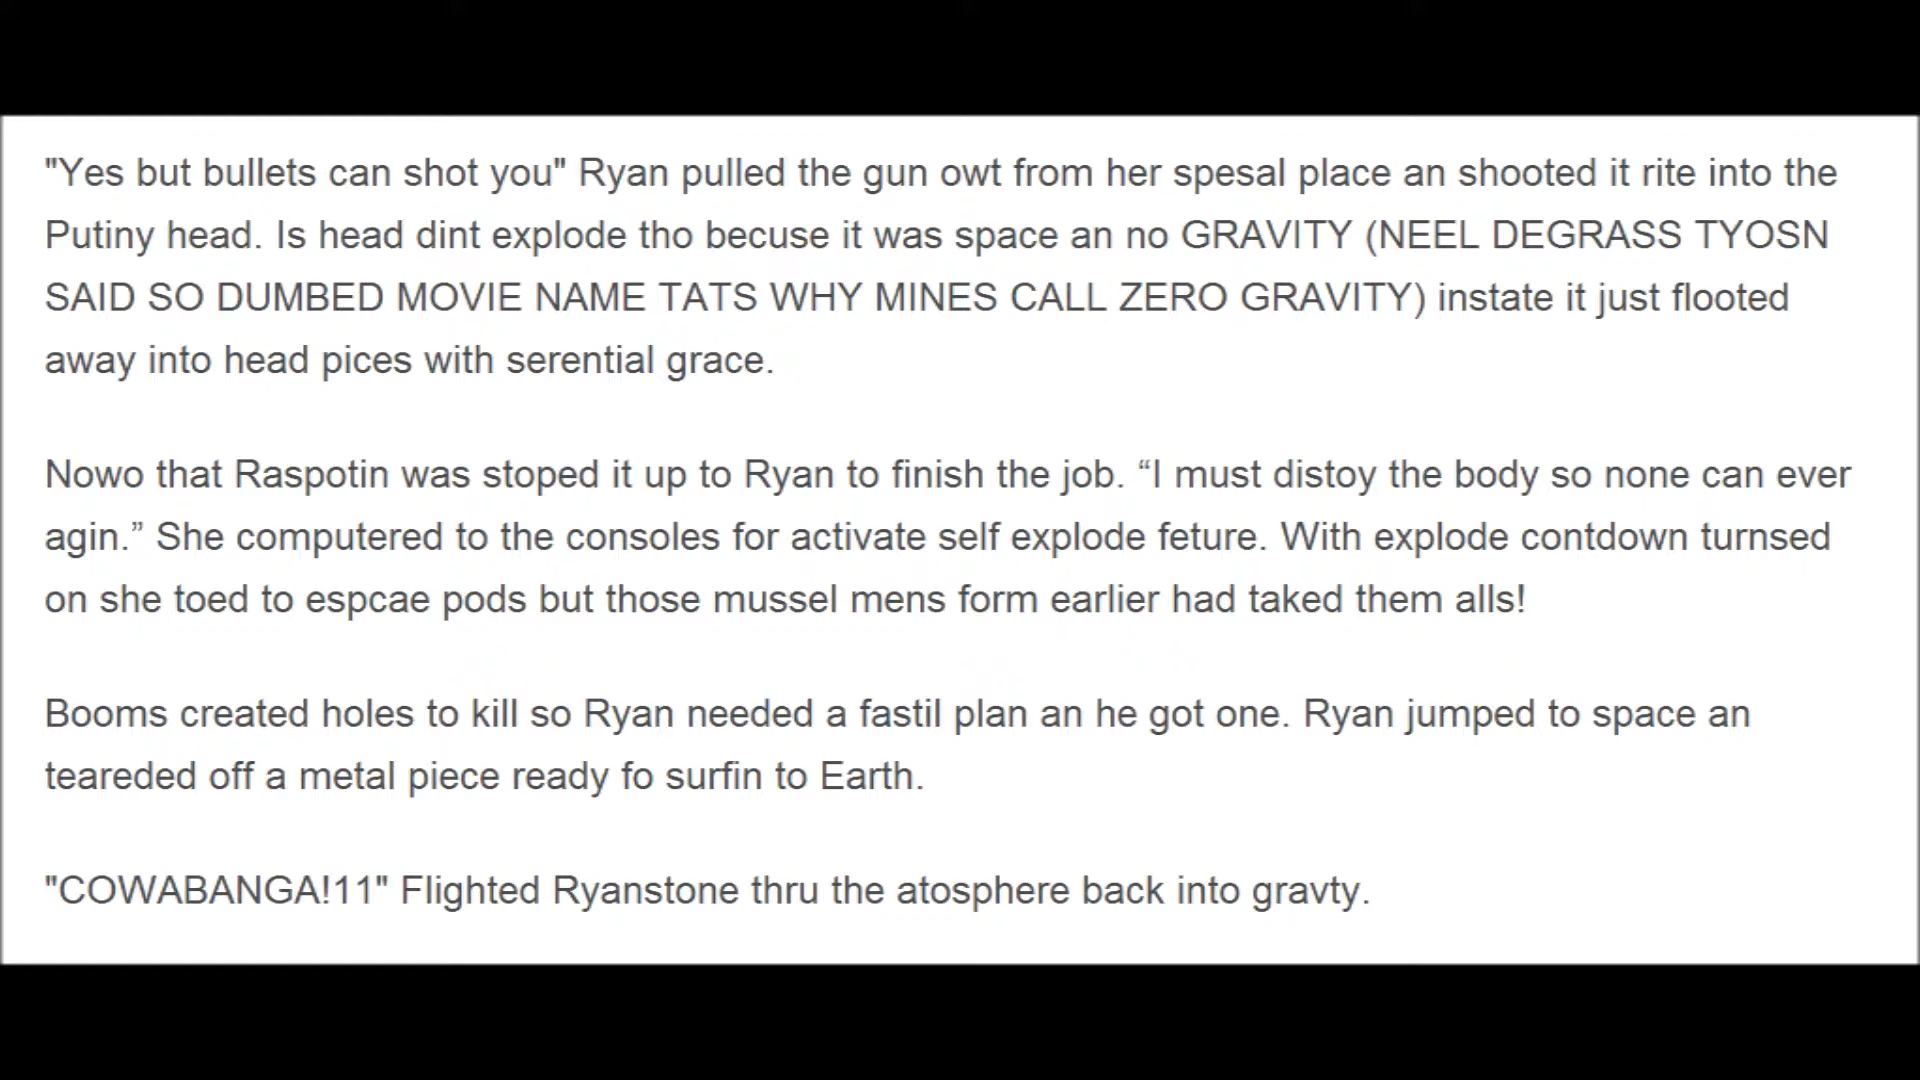 "Yes but bullets can shot you" Ryan pulled the gun owt from her spesal place an shooted it rite into the
Putiny head. Is head dint explode tho becuse it was space an no GRAVITY (NEEL DEGRASS TYOSN
SAID SO DUMBED MOVIE NAME TATS WHY MINES CALL ZERO GRAVITY) instate it just flooted
away into head pices with serential grace.
Nowo that Raspotin was stoped it up to Ryan to finish the job. “I must distoy the body so none can ever
agin.” She computered to the consoles for activate self explode feture. With explode contdown turnsed
on she toed to espcae pods but those mussel mens form earlier had taked them alls!
Booms created holes to kill so Ryan needed a fastil plan an he got one. Ryan jumped to space an
teareded off a metal piece ready fo surfin to Earth.
"COWABANGA!11" Flighted Ryanstone thru the atosphere back into gravty.